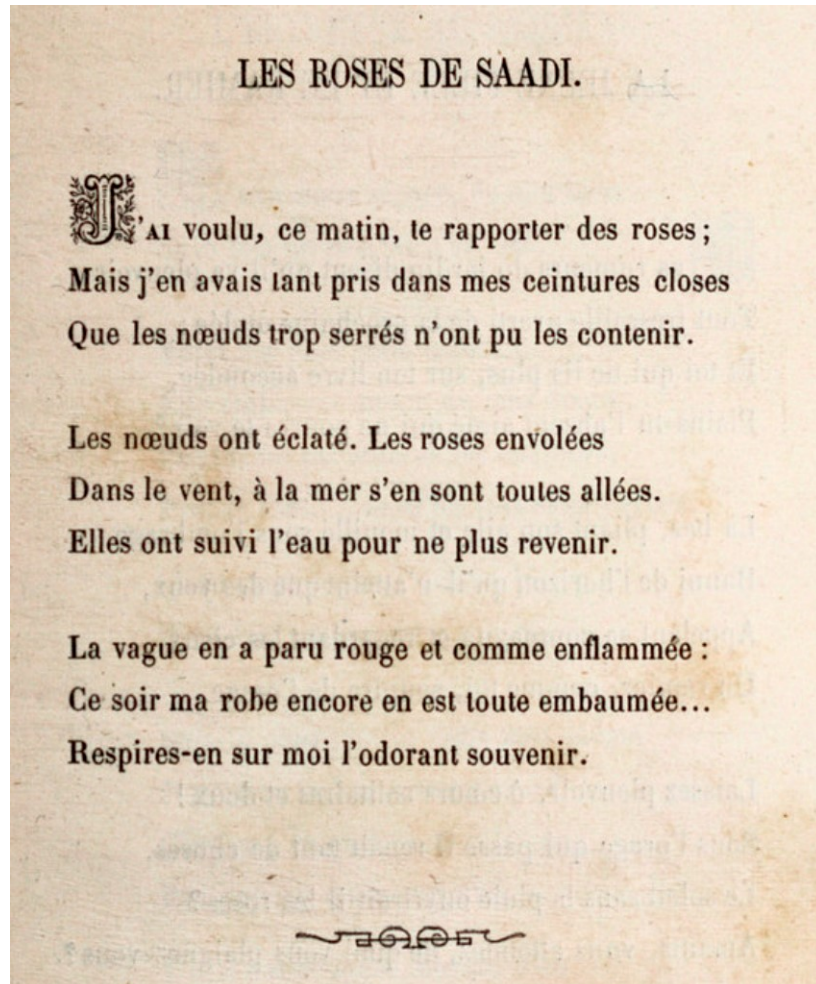 LES ROSES DE SAADI.
J'AI voulu, ce matin, te rapporter des roses ;
Mais j'en avais tant pris dans mes ceintures closes
Que les nœuds trop serrés n'ont pu les contenir.
Les nœuds ont éclaté. Les roses envolées
Dans le vent, à la mer s'en sont toutes allées.
Elles ont suivi l'eau pour ne plus revenir.
La vague en a paru rouge et comme enflammée :
Ce soir ma robe encore en est toute embaumée...
Respires-en sur moi l'odorant souvenir.